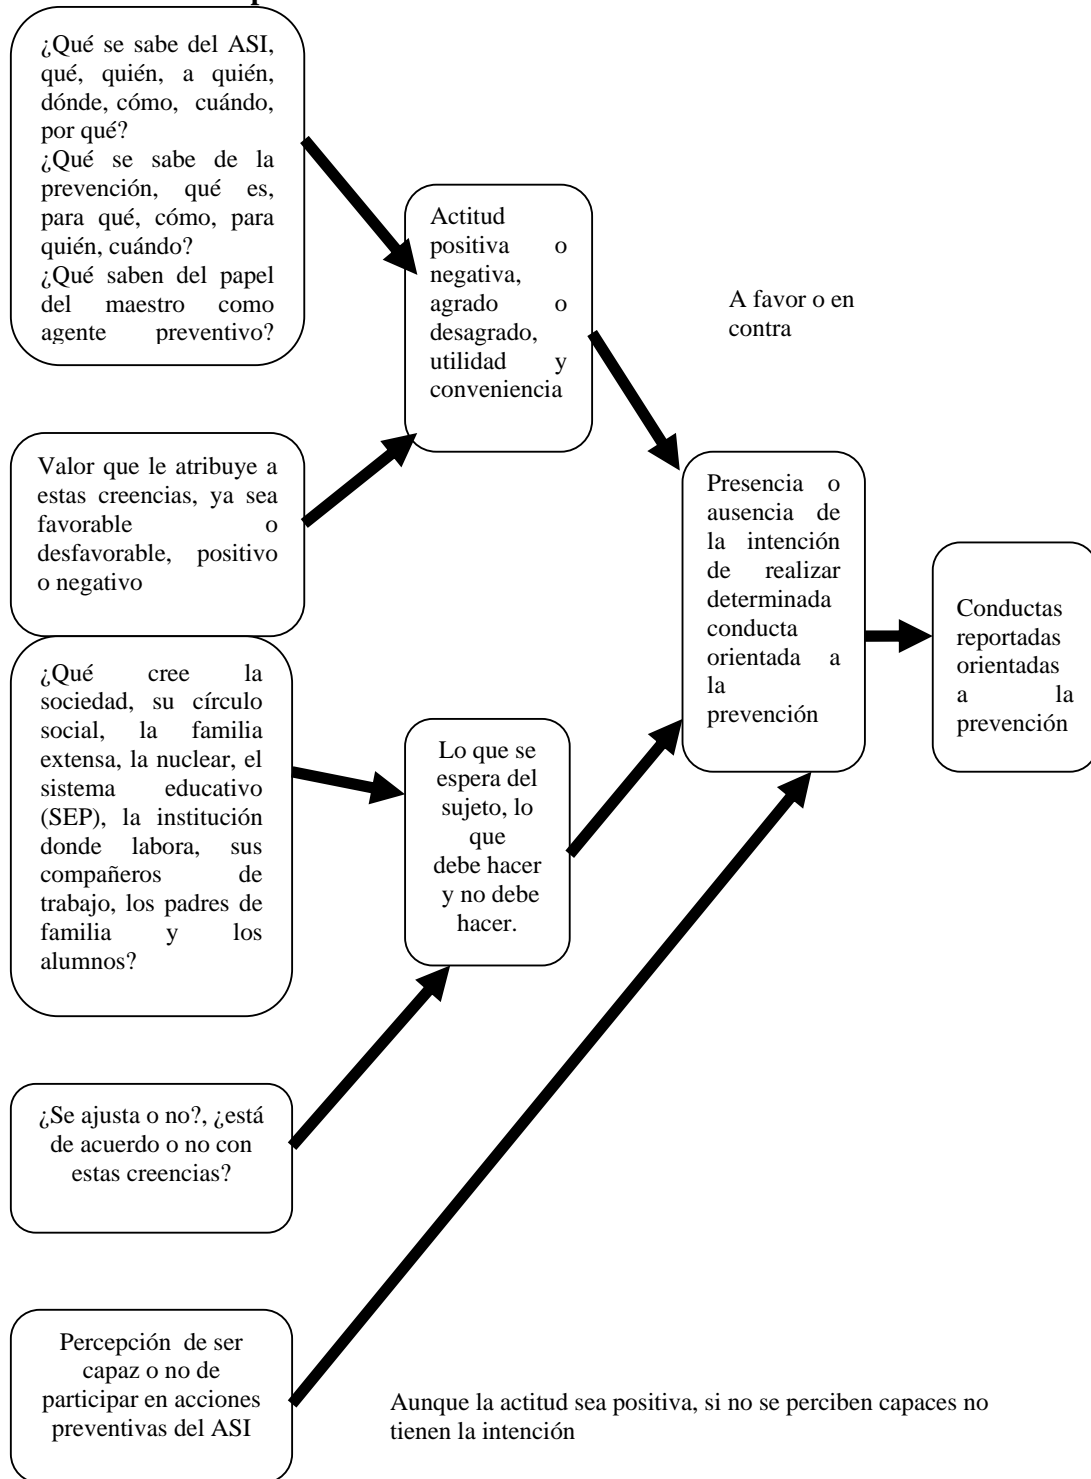 ¿Qué se sabe del ASI,
qué, quién, a quién,
dónde, cómo, cuándo,
por qué?
¿Qué se sabe de la
prevención, qué es,
para qué, cómo, para
quién, cuándo?
¿Qué saben del papel
del maestro como
agente preventivo?
Actitud
positiva o
negativa,
agrado o
desagrado,
utilidad y
conveniencia
A favor o en
contra
Valor que le atribuye a
estas creencias, ya sea
favorable o
desfavorable, positivo
o negativo
Presencia o
ausencia de
la intención
de realizar
determinada
conducta
orientada a
la
prevención
Conductas
reportadas
orientadas
a la
prevención
¿Qué cree la
sociedad, su círculo
social, la familia
extensa, la nuclear, el
sistema educativo
(SEP), la institución
donde labora, sus
compañeros de
trabajo, los padres de
familia y los
alumnos?
Lo que se
espera del
sujeto, lo
que
debe hacer
y no debe
hacer.
¿Se ajusta o no?, ¿está
de acuerdo o no con
estas creencias?
Percepción de ser
capaz o no de
participar en acciones
preventivas del ASI
Aunque la actitud sea positiva, si no se perciben capaces no
tienen la intención